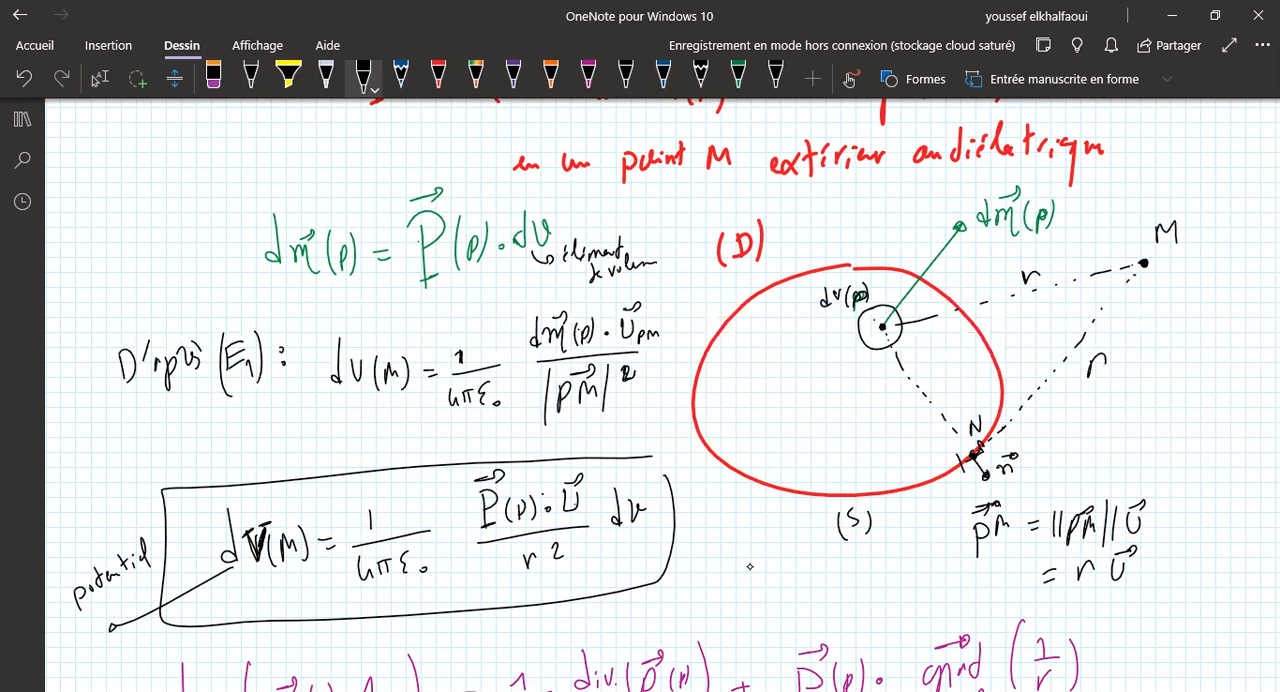 OneNote pour Windows 10
youssef elkhalfaoui
Accueil Insertion Dessin Affichage Aide
Enregistrement en mode hors connexion (stockage cloud saturé)
Partager
Formes
Entrée manuscrite en forme
en un point M extérieur au diélectrique
dm⃗(p) = P⃗(p) · dv
élément de volume
(D)
dm⃗(p)
M
r
dv(p)
D'après (E1) : dV(M) = 1/4πε₀ dm⃗(p) · U⃗pm / |PM⃗|²
r
N
n⃗
dV(M) = 1/4πε₀ P⃗(p) · U⃗ / r² dv
potentiel
(S)
PM⃗ = ||PM⃗|| U⃗
= r U⃗
div (P⃗(p)) + P⃗(p) · grad⃗ (1/r)